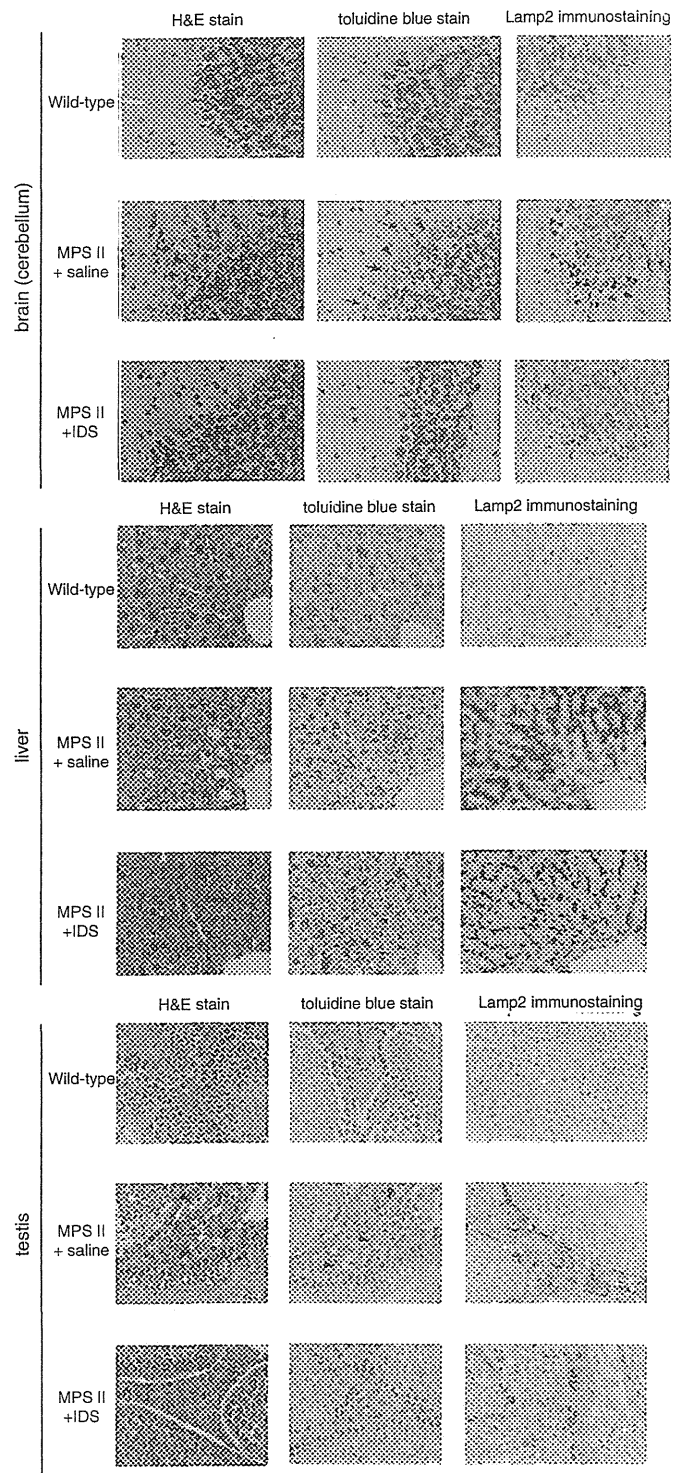 H&E stain toluidine blue stain Lamp2 immunostaining
brain (cerebellum)
Wild-type
MPS II
+ saline
MPS II
+IDS
H&E stain toluidine blue stain Lamp2 immunostaining
liver
Wild-type
MPS II
+ saline
MPS II
+IDS
H&E stain toluidine blue stain Lamp2 immunostaining
testis
Wild-type
MPS II
+ saline
MPS II
+IDS